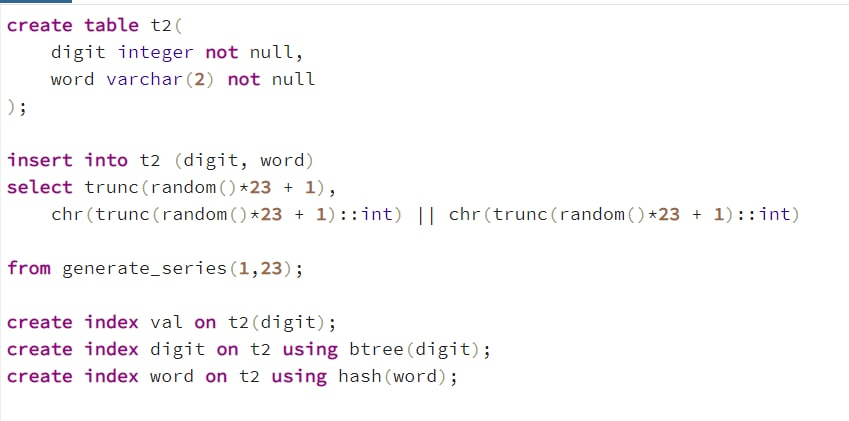 create table t2(
    digit integer not null,
    word varchar(2) not null
);
insert into t2 (digit, word)
select trunc(random()*23 + 1),
    chr(trunc(random()*23 + 1)::int) || chr(trunc(random()*23 + 1)::int)
from generate_series(1,23);
create index val on t2(digit);
create index digit on t2 using btree(digit);
create index word on t2 using hash(word);